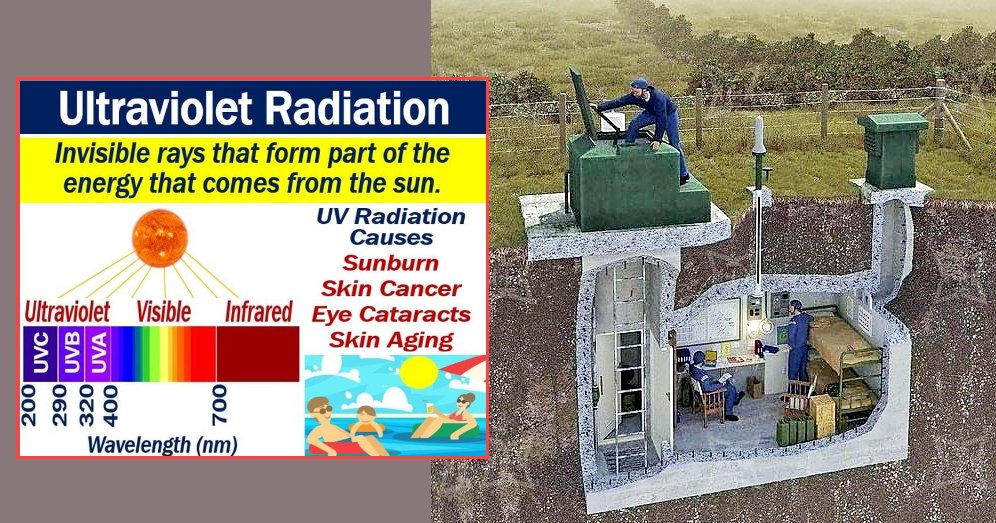 Ultraviolet Radiation
Invisible rays that form part of the
energy that comes from the sun.
UV Radiation
Causes
Sunburn
Skin Cancer
Eye Cataracts
Skin Aging
Ultraviolet Visible Infrared
UVC UVB UVA
200 290 320 400 700
Wavelength (nm)